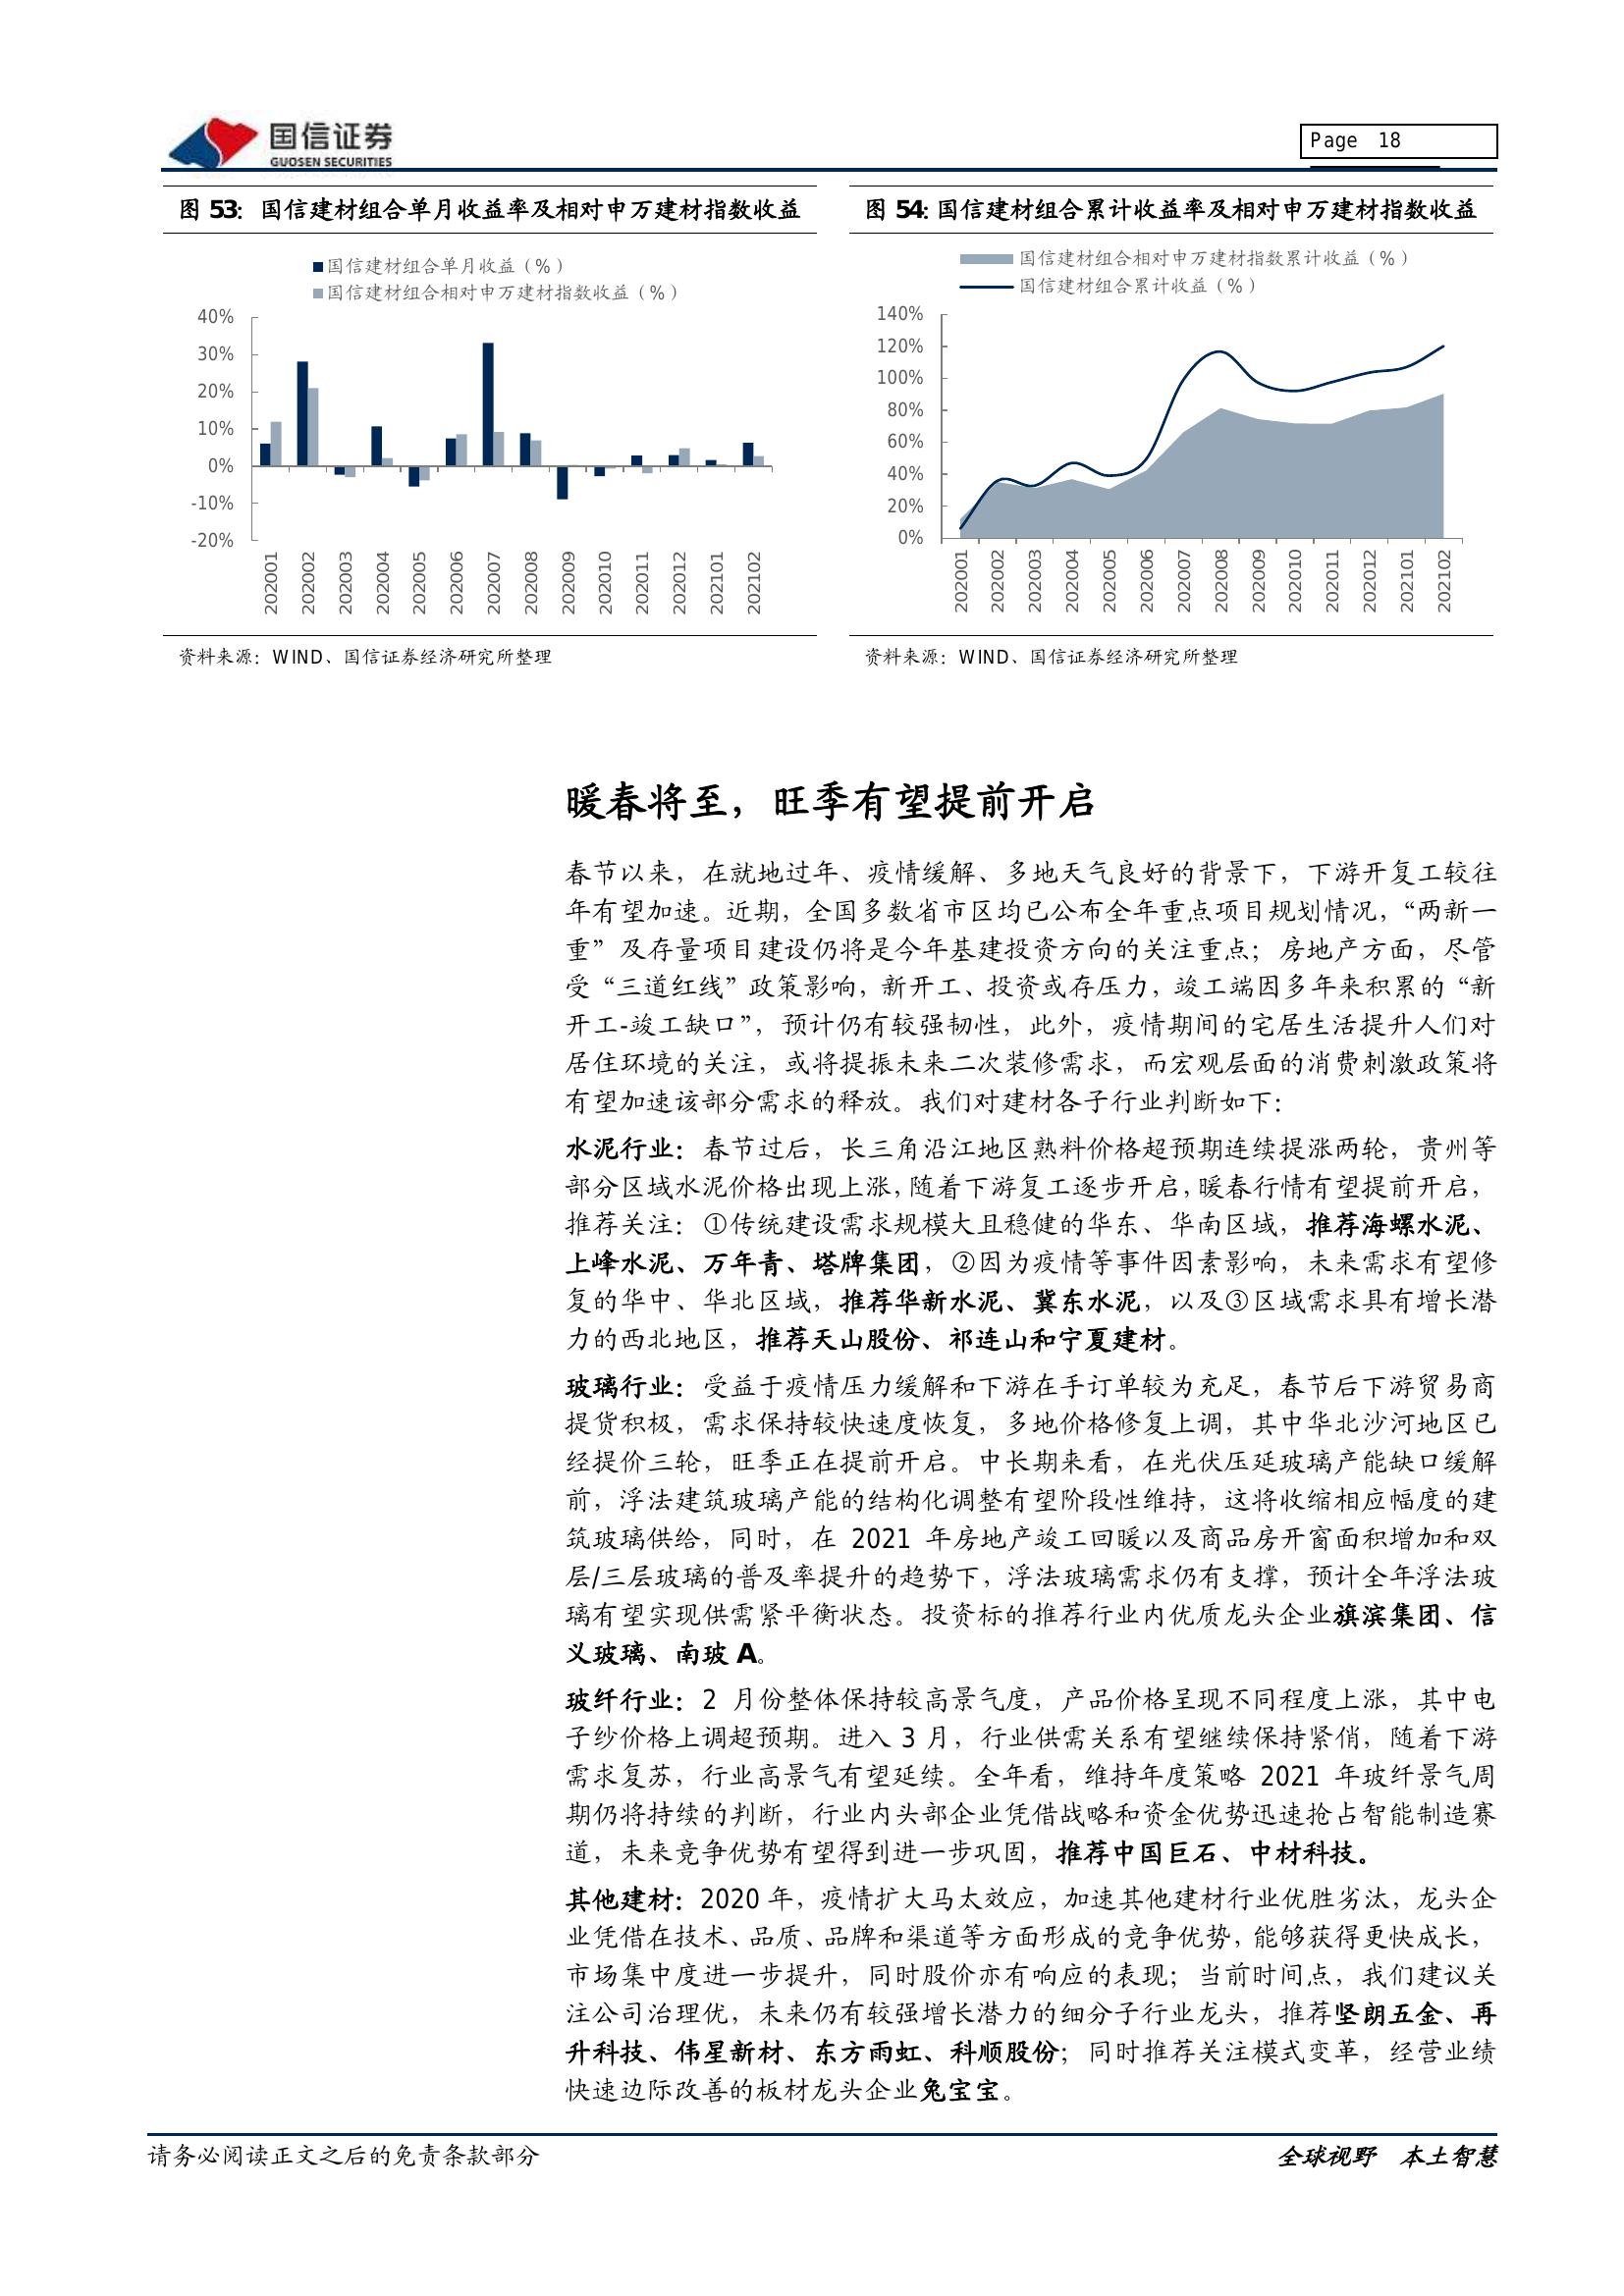 国信证券
GUOSEN SECURITIES
Page 18
图 53：国信建材组合单月收益率及相对申万建材指数收益
国信建材组合单月收益（%）
国信建材组合相对申万建材指数收益（%）
40%
30%
20%
10%
0%
-10%
-20%
202001
202002
202003
202004
202005
202006
202007
202008
202009
202010
202011
202012
202101
202102
资料来源：WIND、国信证券经济研究所整理
图 54：国信建材组合累计收益率及相对申万建材指数收益
国信建材组合相对申万建材指数累计收益（%）
国信建材组合累计收益（%）
140%
120%
100%
80%
60%
40%
20%
0%
202001
202002
202003
202004
202005
202006
202007
202008
202009
202010
202011
202012
202101
202102
资料来源：WIND、国信证券经济研究所整理
暖春将至，旺季有望提前开启
春节以来，在就地过年、疫情缓解、多地天气良好的背景下，下游开复工较往
年有望加速。近期，全国多数省市区均已公布全年重点项目规划情况，“两新一
重”及存量项目建设仍将是今年基建投资方向的关注重点；房地产方面，尽管
受“三道红线”政策影响，新开工、投资或存压力，竣工端因多年来积累的“新
开工-竣工缺口”，预计仍有较强韧性，此外，疫情期间的宅居生活提升人们对
居住环境的关注，或将提振未来二次装修需求，而宏观层面的消费刺激政策将
有望加速该部分需求的释放。我们对建材各子行业判断如下：
水泥行业：春节过后，长三角沿江地区熟料价格超预期连续提涨两轮，贵州等
部分区域水泥价格出现上涨，随着下游复工逐步开启，暖春行情有望提前开启，
推荐关注：①传统建设需求规模大且稳健的华东、华南区域，推荐海螺水泥、
上峰水泥、万年青、塔牌集团，②因为疫情等事件因素影响，未来需求有望修
复的华中、华北区域，推荐华新水泥、冀东水泥，以及③区域需求具有增长潜
力的西北地区，推荐天山股份、祁连山和宁夏建材。
玻璃行业：受益于疫情压力缓解和下游在手订单较为充足，春节后下游贸易商
提货积极，需求保持较快速度恢复，多地价格修复上调，其中华北沙河地区已
经提价三轮，旺季正在提前开启。中长期来看，在光伏压延玻璃产能缺口缓解
前，浮法建筑玻璃产能的结构化调整有望阶段性维持，这将收缩相应幅度的建
筑玻璃供给，同时，在 2021 年房地产竣工回暖以及商品房开窗面积增加和双
层/三层玻璃的普及率提升的趋势下，浮法玻璃需求仍有支撑，预计全年浮法玻
璃有望实现供需紧平衡状态。投资标的推荐行业内优质龙头企业旗滨集团、信
义玻璃、南玻 A。
玻纤行业：2 月份整体保持较高景气度，产品价格呈现不同程度上涨，其中电
子纱价格上调超预期。进入 3 月，行业供需关系有望继续保持紧俏，随着下游
需求复苏，行业高景气有望延续。全年看，维持年度策略 2021 年玻纤景气周
期仍将持续的判断，行业内头部企业凭借战略和资金优势迅速抢占智能制造赛
道，未来竞争优势有望得到进一步巩固，推荐中国巨石、中材科技。
其他建材：2020 年，疫情扩大马太效应，加速其他建材行业优胜劣汰，龙头企
业凭借在技术、品质、品牌和渠道等方面形成的竞争优势，能够获得更快成长，
市场集中度进一步提升，同时股价亦有响应的表现；当前时间点，我们建议关
注公司治理优，未来仍有较强增长潜力的细分子行业龙头，推荐坚朗五金、再
升科技、伟星新材、东方雨虹、科顺股份；同时推荐关注模式变革，经营业绩
快速边际改善的板材龙头企业兔宝宝。
请务必阅读正文之后的免责条款部分
全球视野 本土智慧